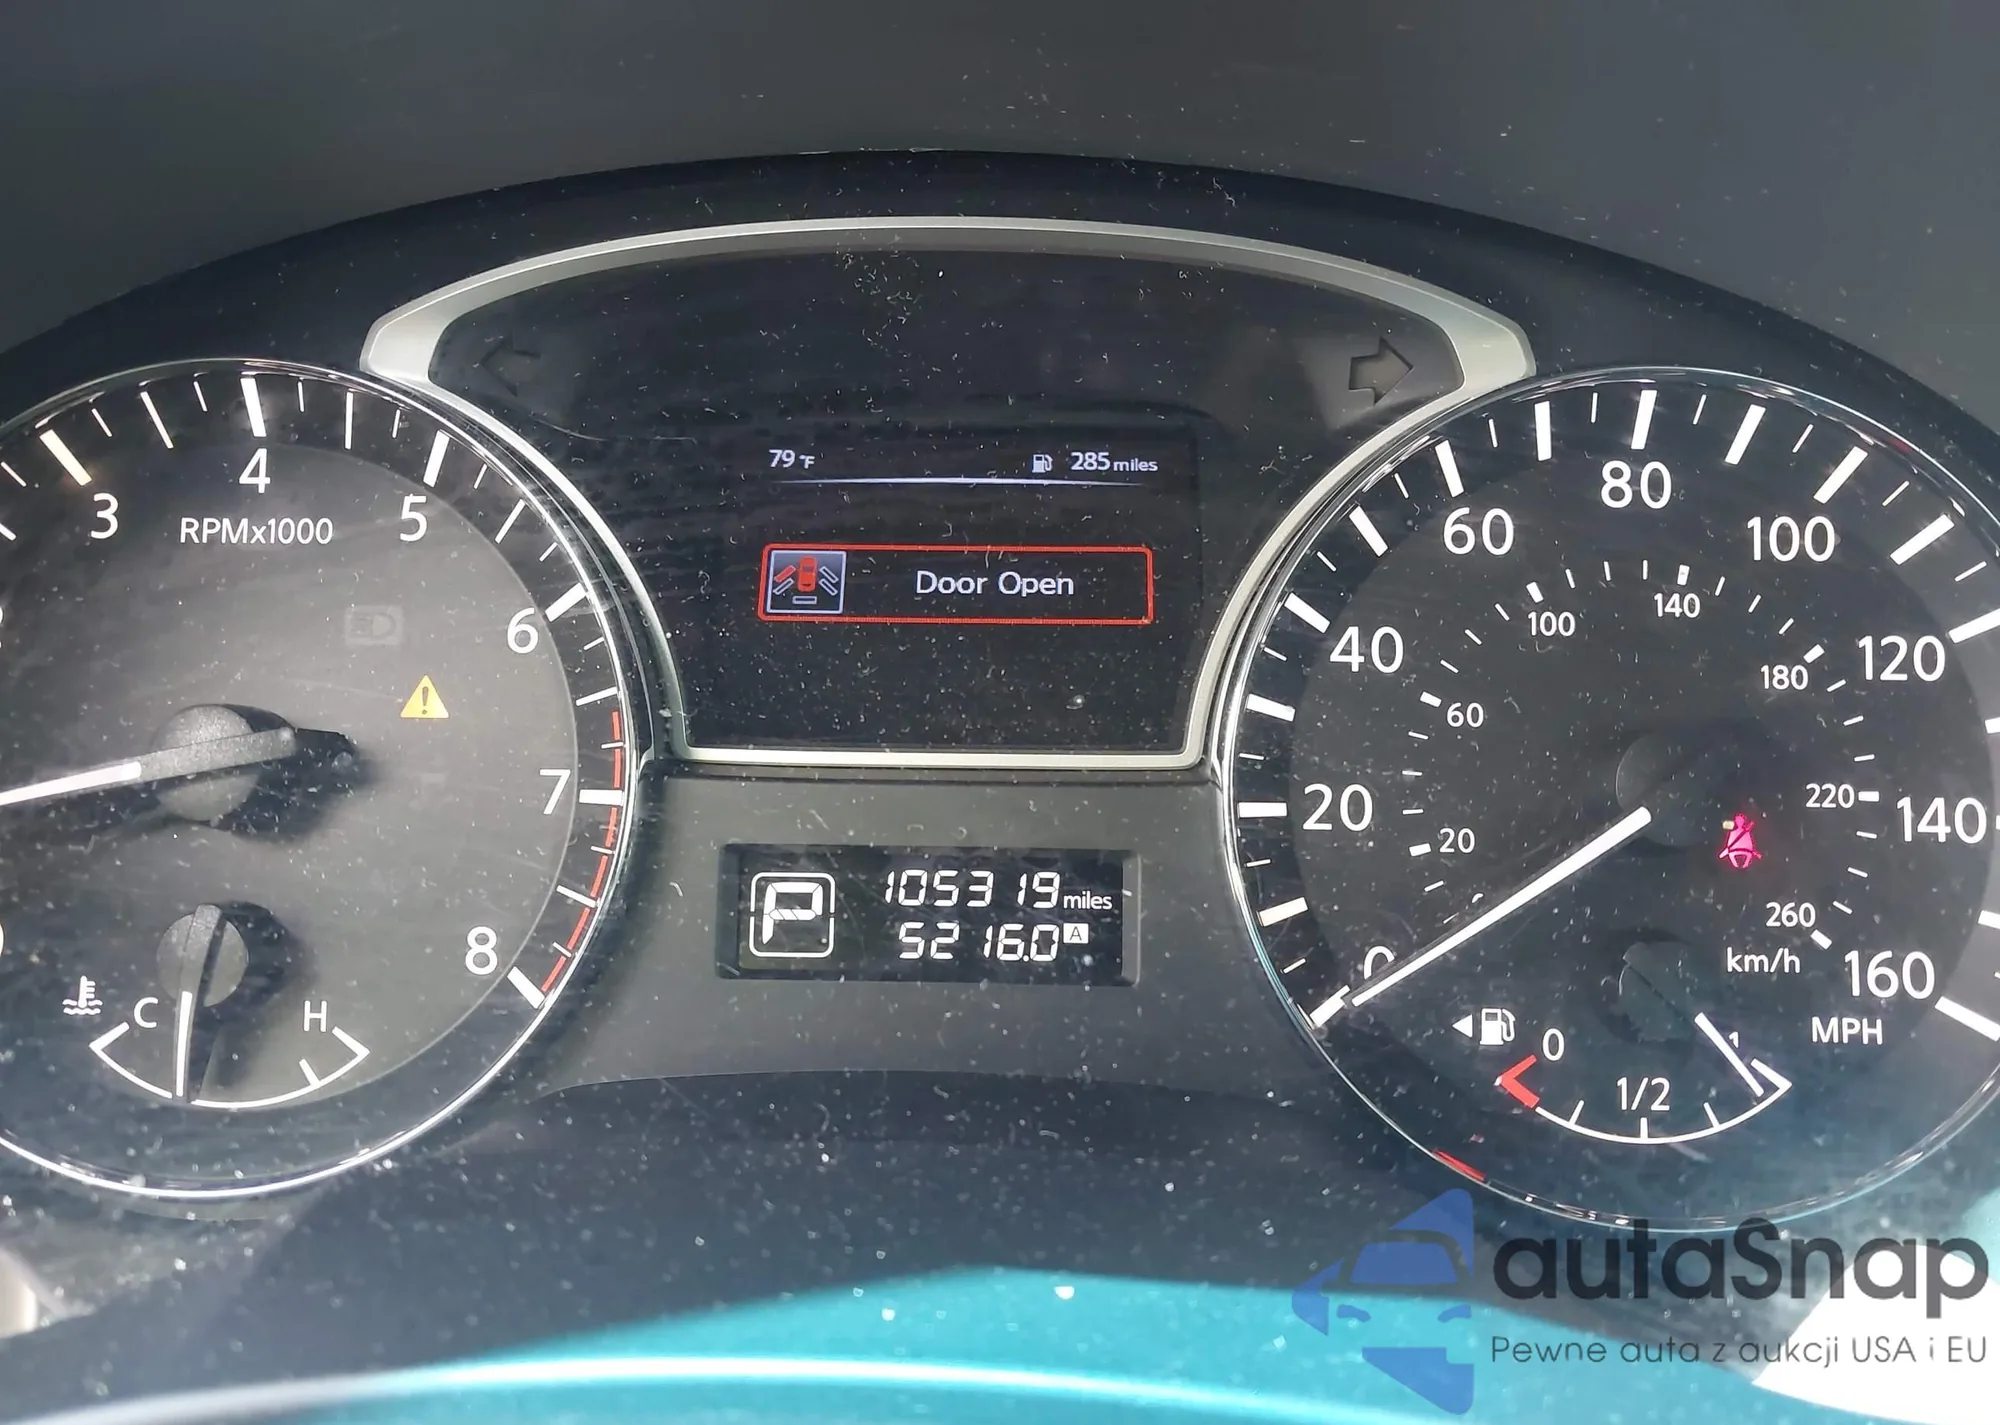 79°F
285 miles
Door Open
3
4
5
6
7
8
RPMx1000
C
H
P
105319 miles
5216.0 A
0
20
40
60
80
100
120
140
160
MPH
20
60
100
140
180
220
260
km/h
0
1/2
1
autaSnap
Pewne auta z aukcji USA i EU